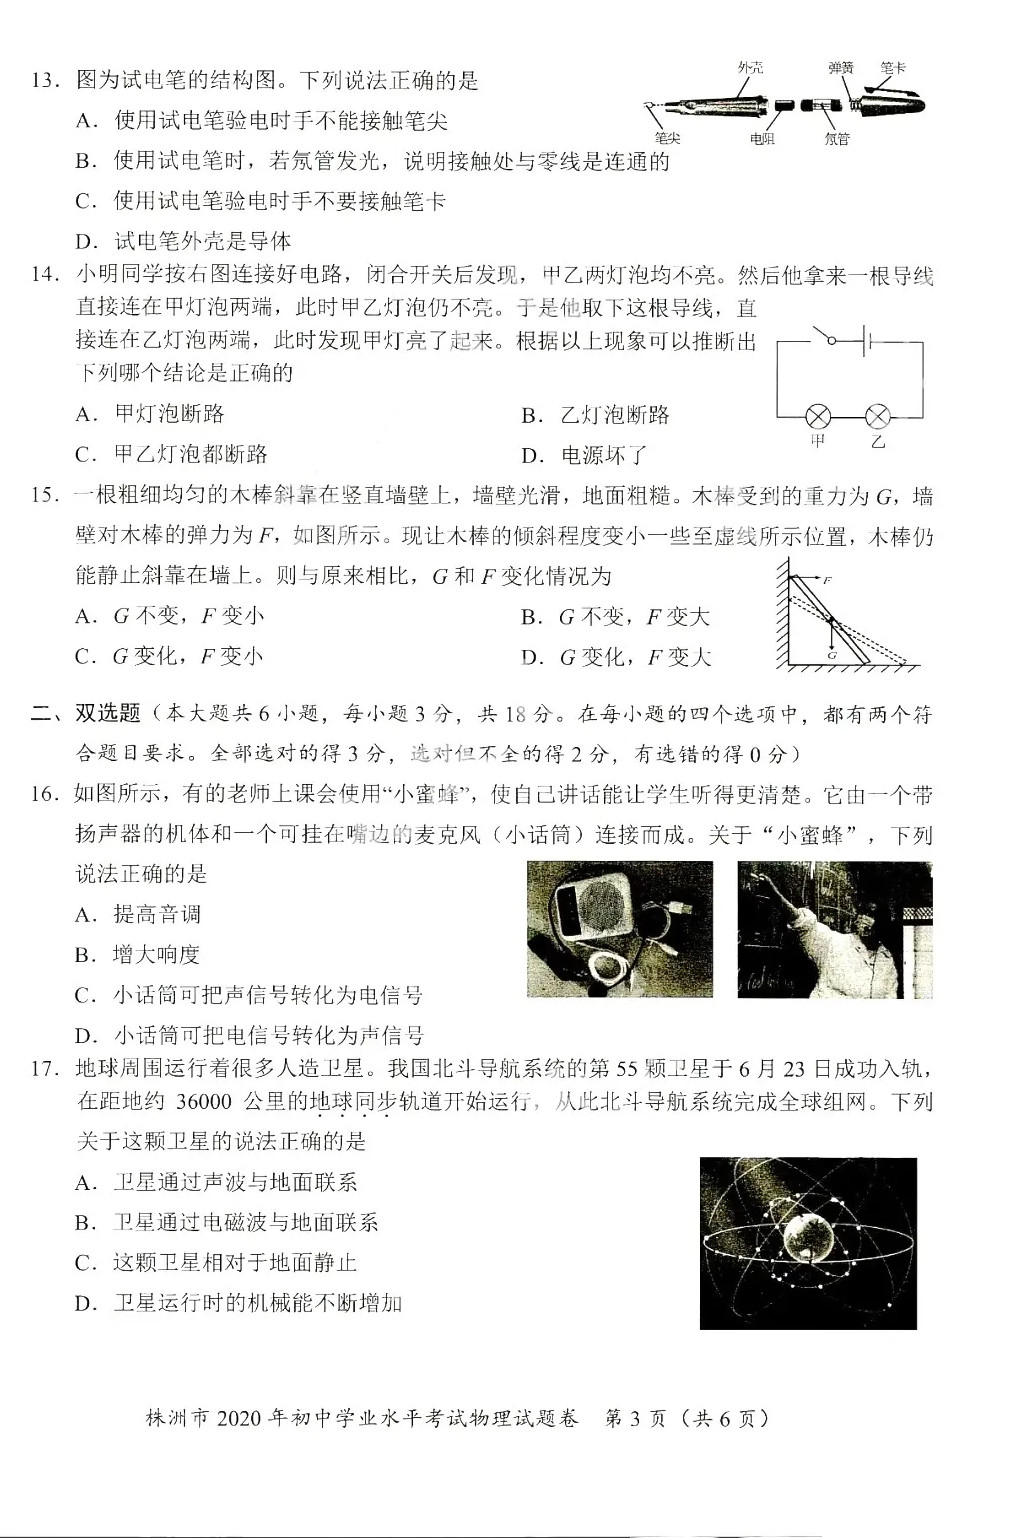 13．图为试电笔的结构图。下列说法正确的是
外壳 弹簧 笔卡
笔尖 电阻 氖管
A．使用试电笔验电时手不能接触笔尖
B．使用试电笔时，若氖管发光，说明接触处与零线是连通的
C．使用试电笔验电时手不要接触笔卡
D．试电笔外壳是导体
14．小明同学按右图连接好电路，闭合开关后发现，甲乙两灯泡均不亮。然后他拿来一根导线
直接连在甲灯泡两端，此时甲乙灯泡仍不亮。于是他取下这根导线，直
接连在乙灯泡两端，此时发现甲灯亮了起来。根据以上现象可以推断出
下列哪个结论是正确的
A．甲灯泡断路 B．乙灯泡断路
C．甲乙灯泡都断路 D．电源坏了
甲 乙
15．一根粗细均匀的木棒斜靠在竖直墙壁上，墙壁光滑，地面粗糙。木棒受到的重力为 G，墙
壁对木棒的弹力为 F，如图所示。现让木棒的倾斜程度变小一些至虚线所示位置，木棒仍
能静止斜靠在墙上。则与原来相比，G 和 F 变化情况为
A．G 不变，F 变小 B．G 不变，F 变大
C．G 变化，F 变小 D．G 变化，F 变大
F
G
二、双选题（本大题共 6 小题，每小题 3 分，共 18 分。在每小题的四个选项中，都有两个符
合题目要求。全部选对的得 3 分，选对但不全的得 2 分，有选错的得 0 分）
16．如图所示，有的老师上课会使用“小蜜蜂”，使自己讲话能让学生听得更清楚。它由一个带
扬声器的机体和一个可挂在嘴边的麦克风（小话筒）连接而成。关于“小蜜蜂”，下列
说法正确的是
A．提高音调
B．增大响度
C．小话筒可把声信号转化为电信号
D．小话筒可把电信号转化为声信号
17．地球周围运行着很多人造卫星。我国北斗导航系统的第 55 颗卫星于 6 月 23 日成功入轨，
在距地约 36000 公里的地球同步轨道开始运行，从此北斗导航系统完成全球组网。下列
关于这颗卫星的说法正确的是
A．卫星通过声波与地面联系
B．卫星通过电磁波与地面联系
C．这颗卫星相对于地面静止
D．卫星运行时的机械能不断增加
株洲市 2020 年初中学业水平考试物理试题卷 第 3 页（共 6 页）